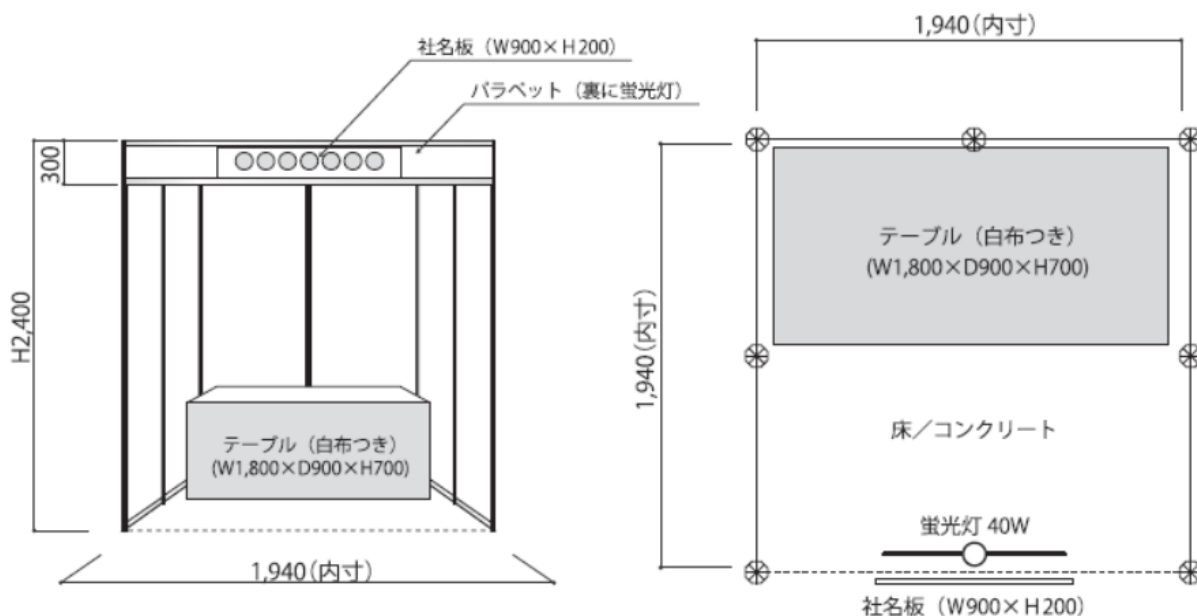 社名板（W900×H200）
パラペット（裏に蛍光灯）
300
H2,400
テーブル（白布つき）
(W1,800×D900×H700)
1,940(内寸)
1,940(内寸)
1,940(内寸)
テーブル（白布つき）
(W1,800×D900×H700)
床／コンクリート
蛍光灯 40W
社名板（W900×H200）